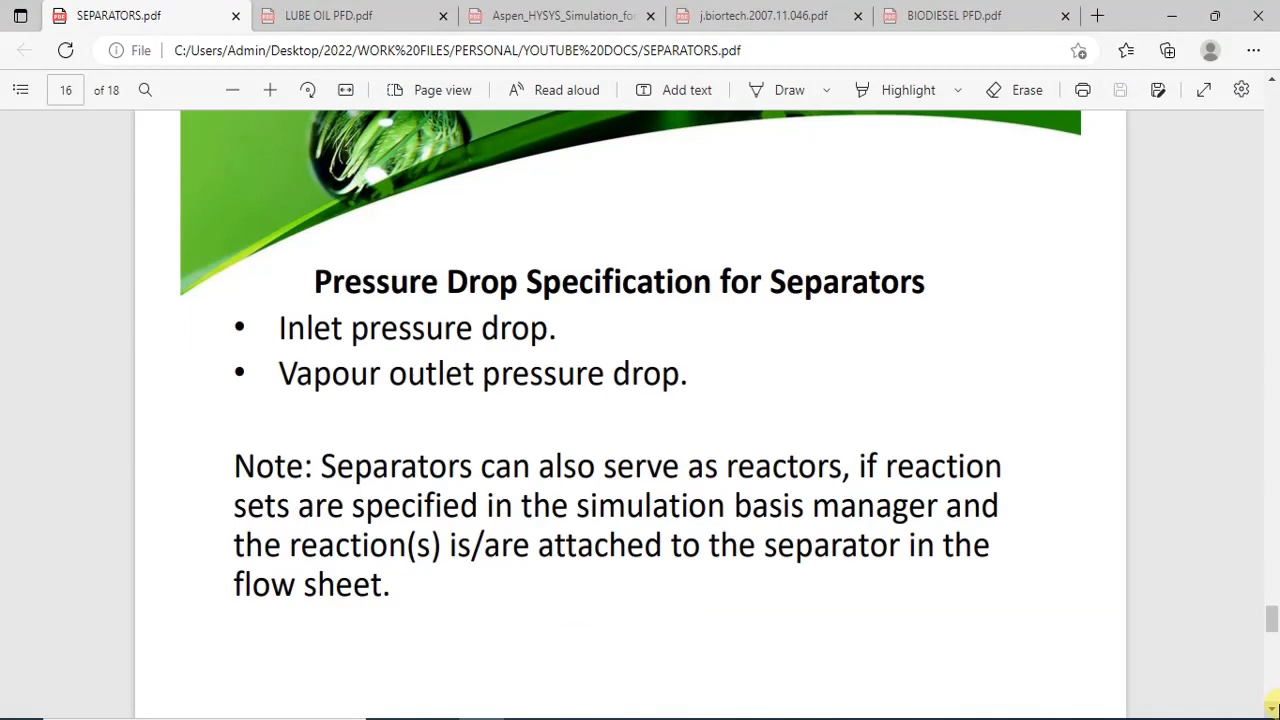 SEPARATORS.pdf
LUBE OIL PFD.pdf
Aspen_HYSYS_Simulation_for
j.biortech.2007.11.046.pdf
BIODIESEL PFD.pdf
File
C:/Users/Admin/Desktop/2022/WORK%20FILES/PERSONAL/YOUTUBE%20DOCS/SEPARATORS.pdf
16 of 18
Page view
Read aloud
Add text
Draw
Highlight
Erase
Pressure Drop Specification for Separators
• Inlet pressure drop.
• Vapour outlet pressure drop.
Note: Separators can also serve as reactors, if reaction
sets are specified in the simulation basis manager and
the reaction(s) is/are attached to the separator in the
flow sheet.